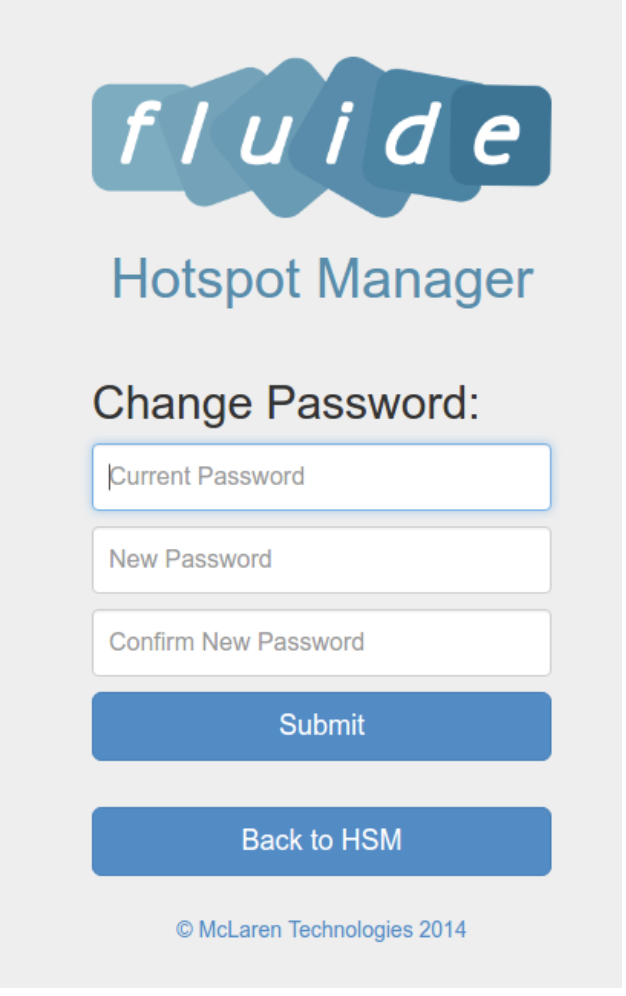 fluide
Hotspot Manager
Change Password:
Current Password
New Password
Confirm New Password
Submit
Back to HSM
© McLaren Technologies 2014